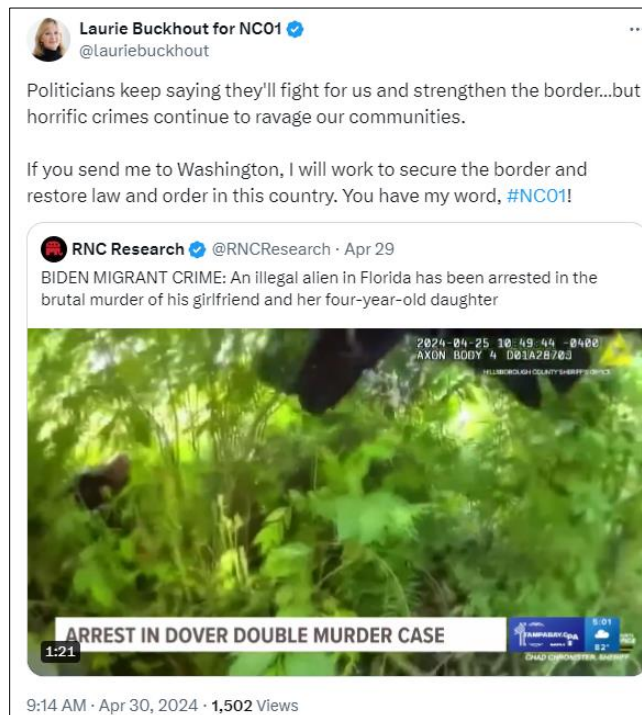 Laurie Buckhout for NC01
@lauriebuckhout
Politicians keep saying they'll fight for us and strengthen the border...but
horrific crimes continue to ravage our communities.
If you send me to Washington, I will work to secure the border and
restore law and order in this country. You have my word, #NC01!
RNC Research @RNCResearch · Apr 29
BIDEN MIGRANT CRIME: An illegal alien in Florida has been arrested in the
brutal murder of his girlfriend and her four-year-old daughter
2024-04-25 10:49:44 -0400
AXON BODY 4 D01A2870J
HILLSBOROUGH COUNTY SHERIFF'S OFFICE
ARREST IN DOVER DOUBLE MURDER CASE
5:01
82°
1:21
CHAD CHRONISTER, SHERIFF
9:14 AM · Apr 30, 2024 · 1,502 Views